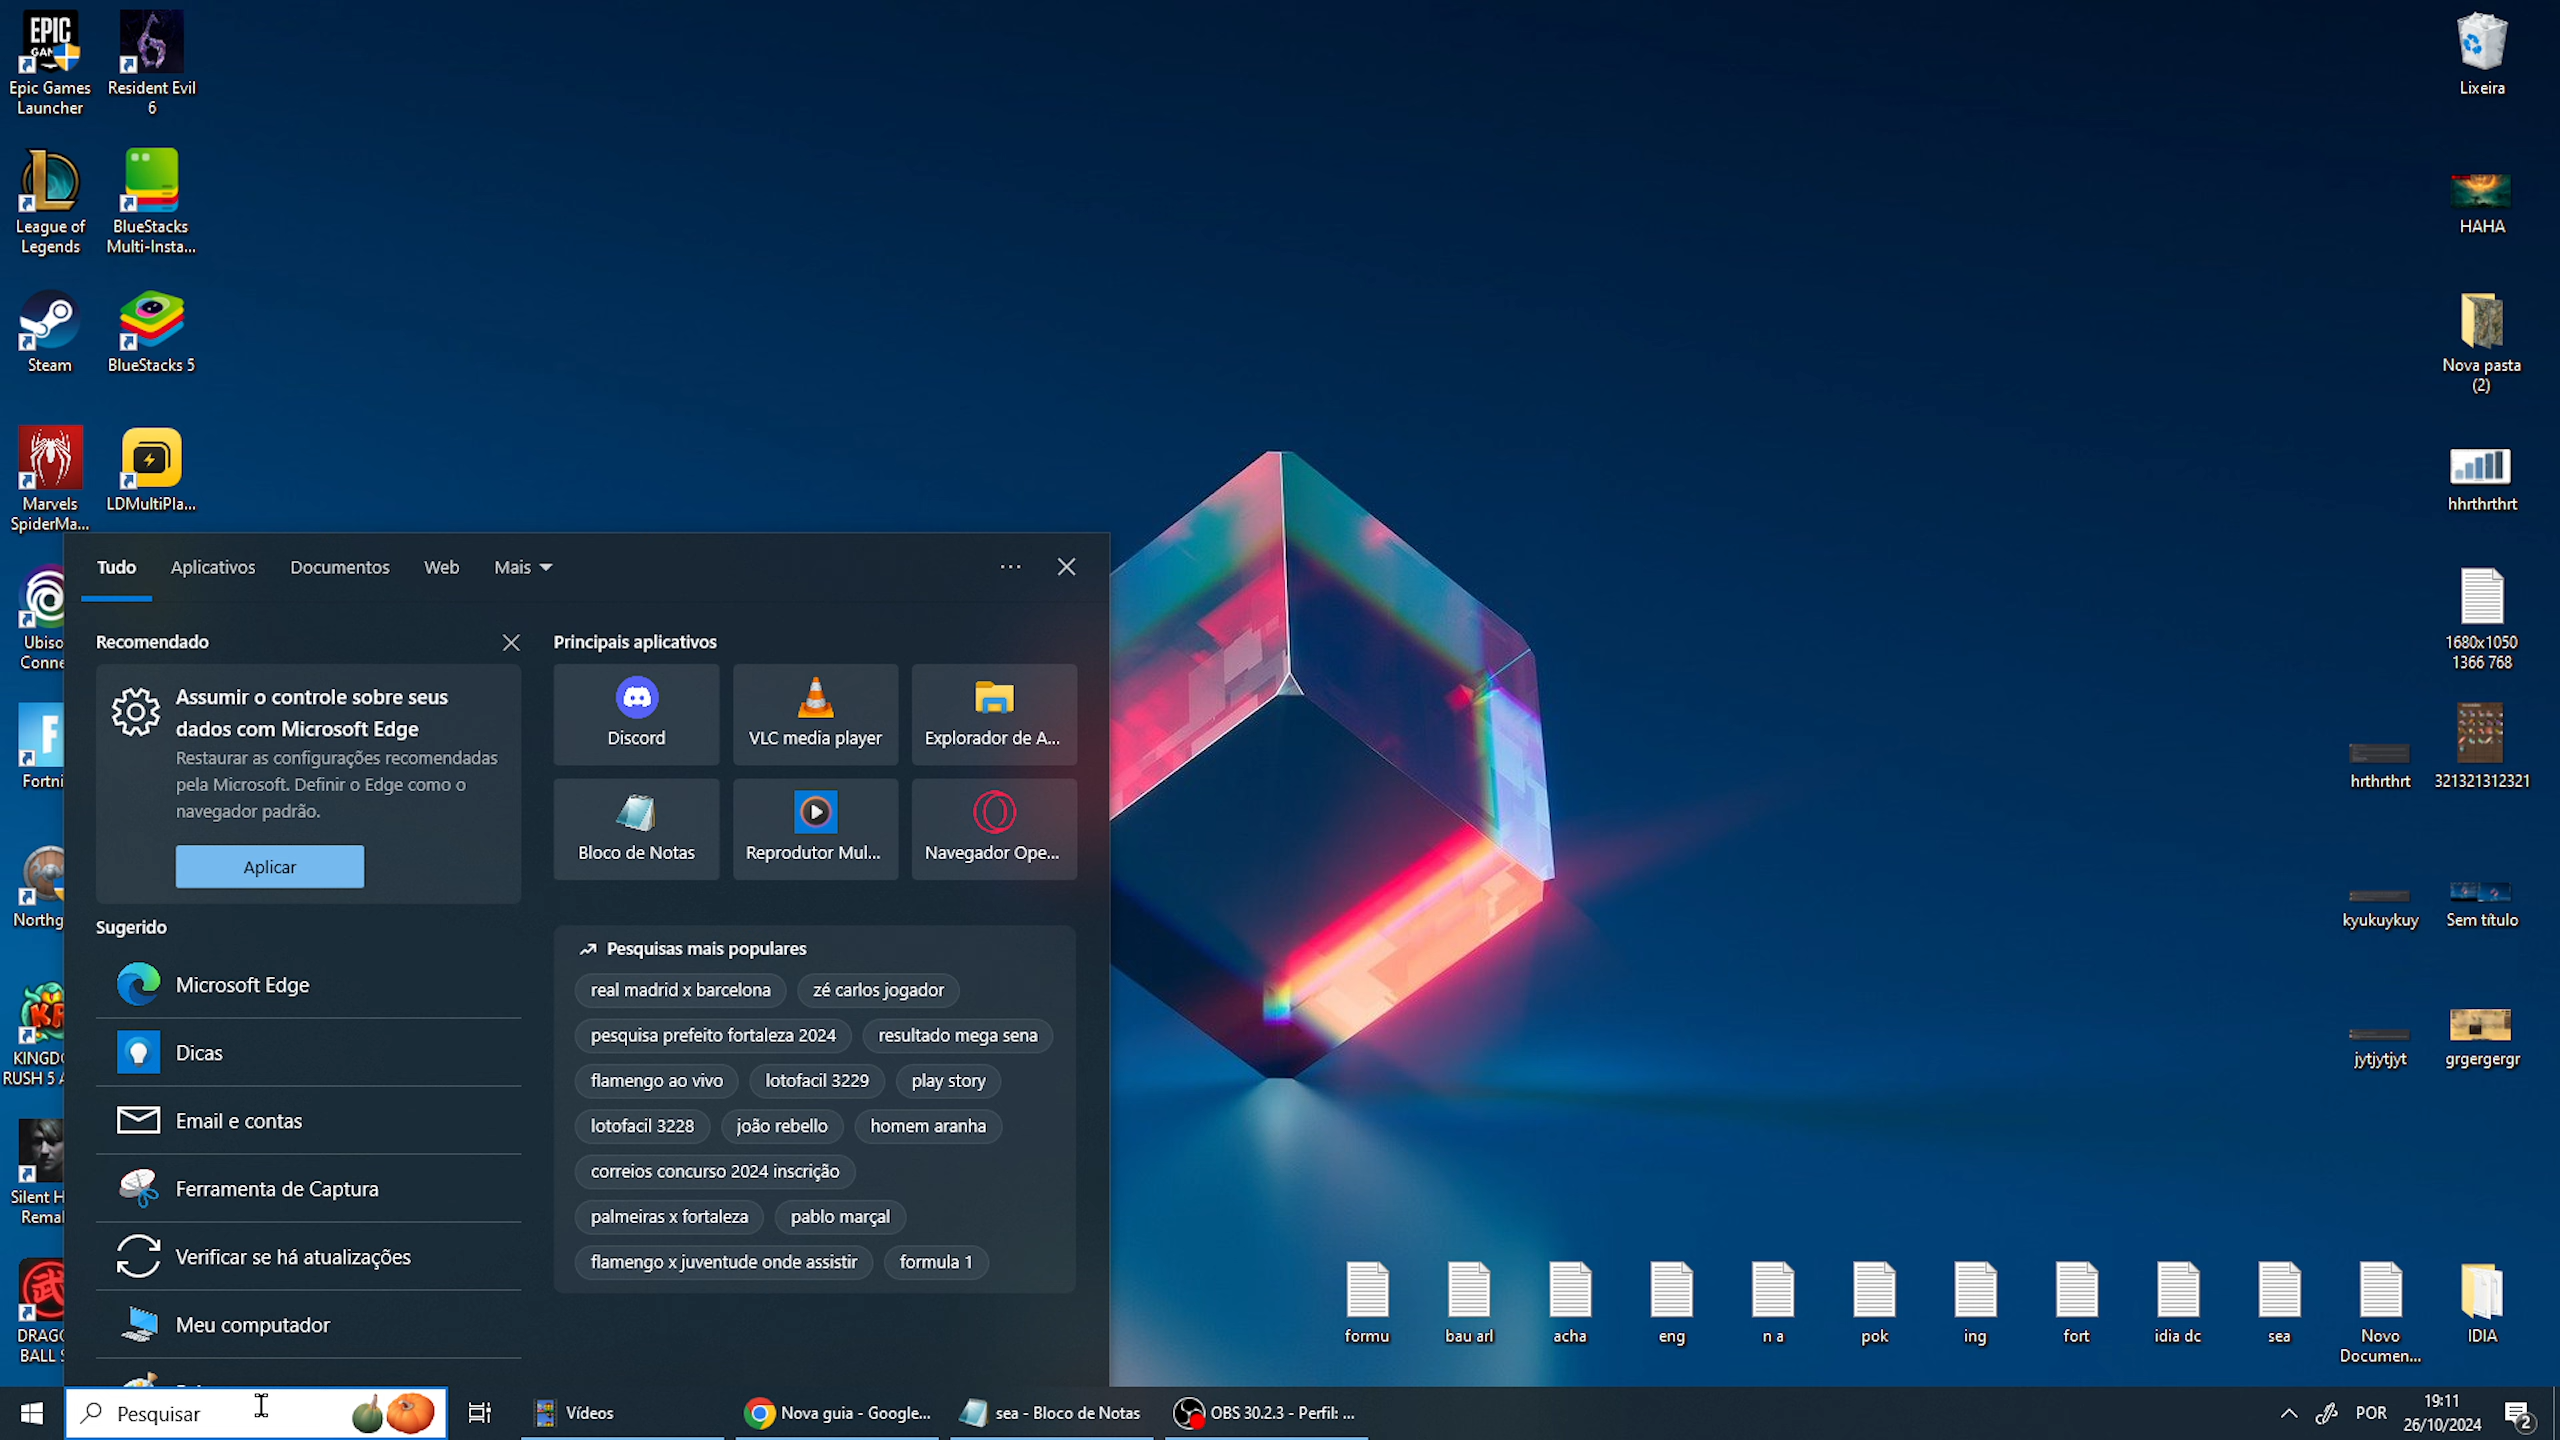 EPIC
GAMES
Epic Games
Launcher
Resident Evil
6
League of
Legends
BlueStacks
Multi-Insta...
Steam
BlueStacks 5
Marvels
SpiderMa...
LDMultiPla...
Ubiso
Conne
Fortni
Northg
KINGD
RUSH 5 A
Silent H
Remal
DRAG
BALL S
Tudo
Aplicativos
Documentos
Web
Mais
Recomendado
Assumir o controle sobre seus
dados com Microsoft Edge
Restaurar as configurações recomendadas
pela Microsoft. Definir o Edge como o
navegador padrão.
Aplicar
Sugerido
Microsoft Edge
Dicas
Email e contas
Ferramenta de Captura
Verificar se há atualizações
Meu computador
Principais aplicativos
Discord
VLC media player
Explorador de A...
Bloco de Notas
Reprodutor Mul...
Navegador Ope...
Pesquisas mais populares
real madrid x barcelona
zé carlos jogador
pesquisa prefeito fortaleza 2024
resultado mega sena
flamengo ao vivo
lotofacil 3229
play story
lotofacil 3228
joão rebello
homem aranha
correios concurso 2024 inscrição
palmeiras x fortaleza
pablo marçal
flamengo x juventude onde assistir
formula 1
Lixeira
HAHA
Nova pasta
(2)
hhrthrthrt
1680x1050
1366 768
hrthrthrt
321321312321
kyukuykuy
Sem título
jytjytjyt
grgergergr
formu
bau arl
acha
eng
n a
pok
ing
fort
idia dc
sea
Novo
Documen...
IDIA
Pesquisar
Vídeos
Nova guia - Google...
sea - Bloco de Notas
OBS 30.2.3 - Perfil: ...
POR
19:11
26/10/2024
2